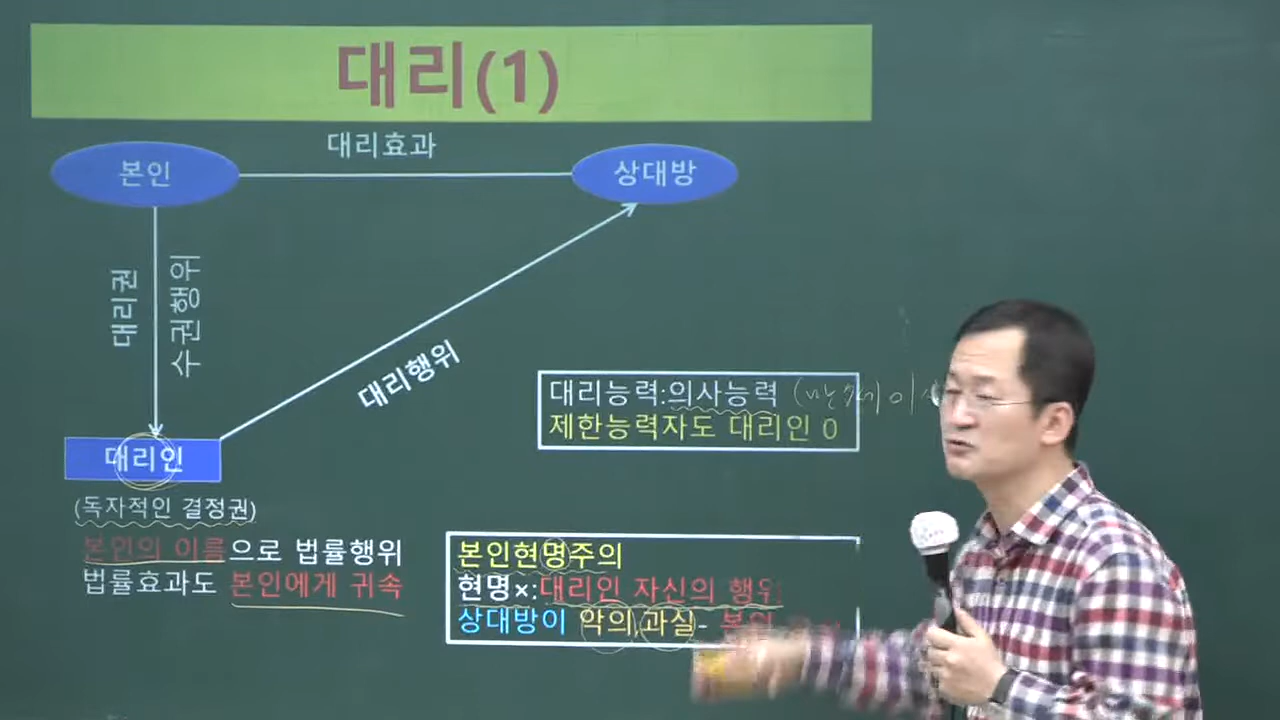 대리(1)
대리효과
본인
상대방
대리권
수권행위
대리행위
대리능력:의사능력
제한능력자도 대리인 0
대리인
(독자적인 결정권)
본인의 이름으로 법률행위
법률효과도 본인에게 귀속
본인현명주의
현명×:대리인 자신의 행위
상대방이 악의,과실-